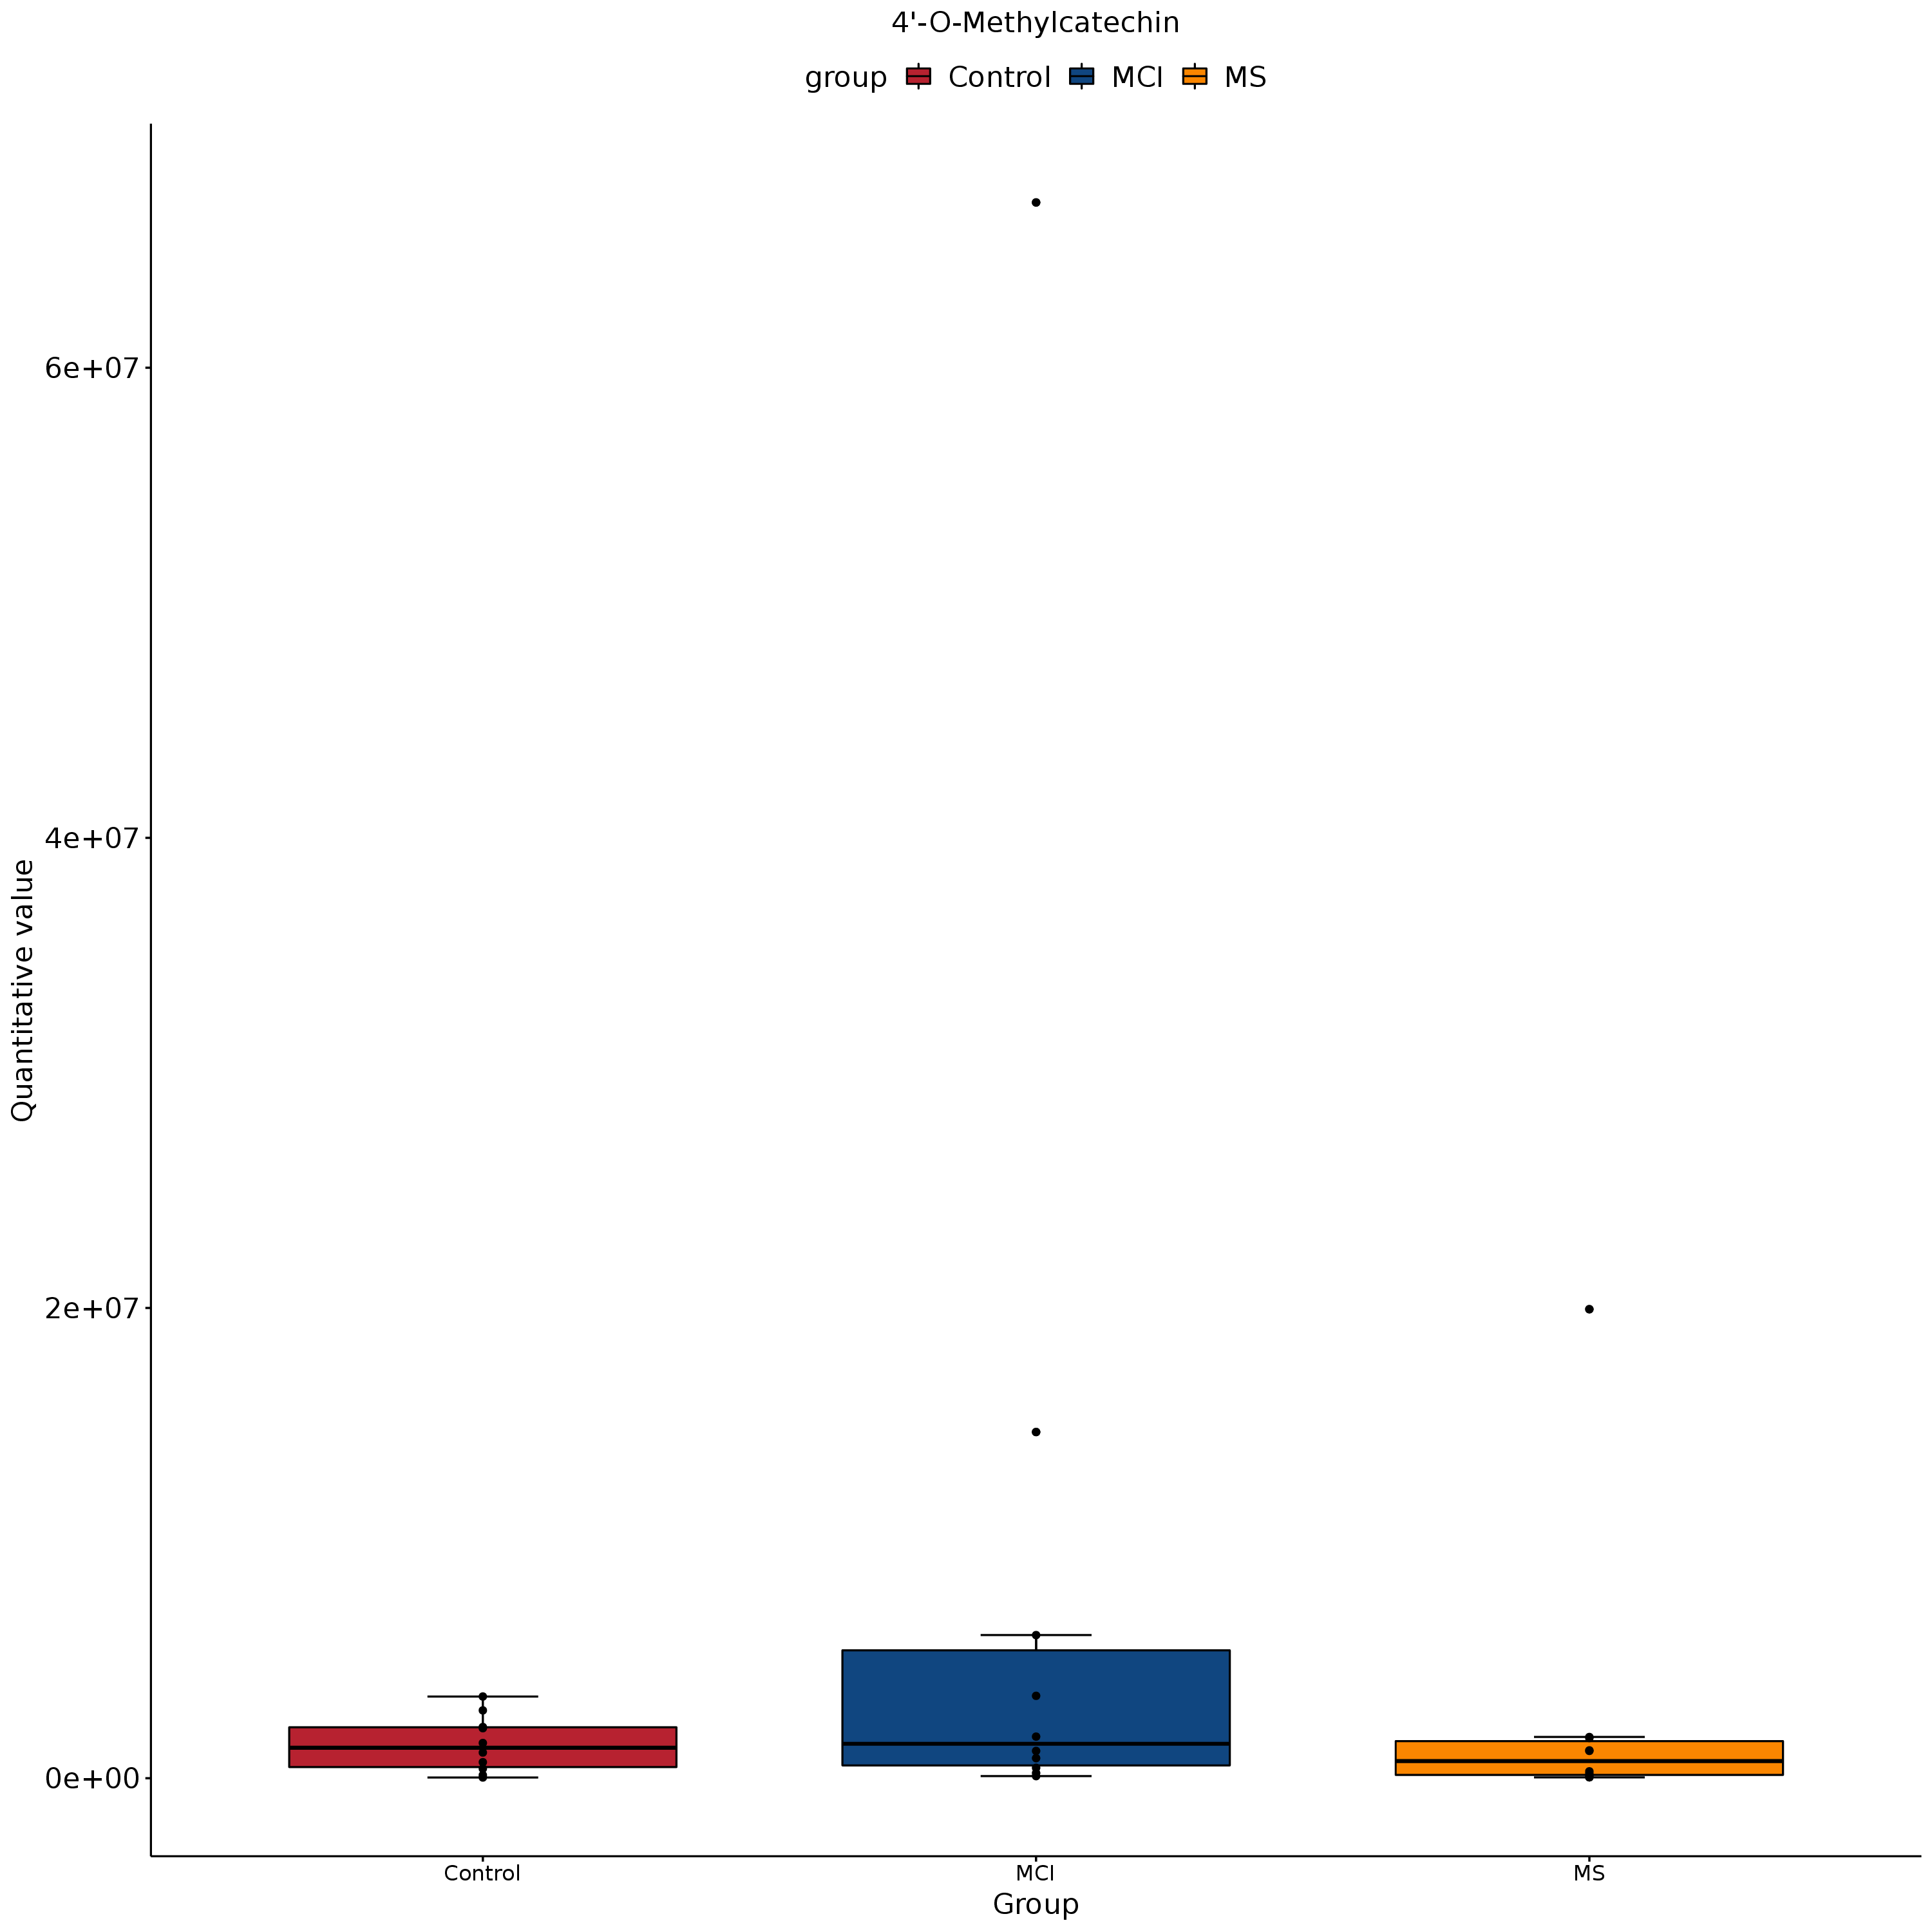 4'-O-Methylcatechin
group Control MCI MS
6e+07
4e+07
2e+07
0e+00
Quantitative value
Control MCI MS
Group